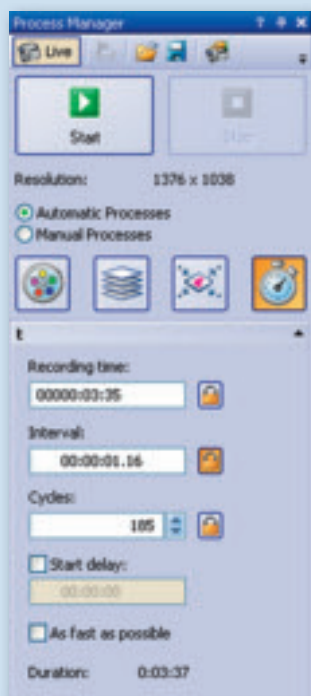 Process Manager ?
Live
Start Stop
Resolution: 1376 x 1038
Automatic Processes
Manual Processes
t
Recording time:
00000:03:35
Interval:
00:00:01.16
Cycles:
185
Start delay:
00:00:00
As fast as possible
Duration: 0:03:37